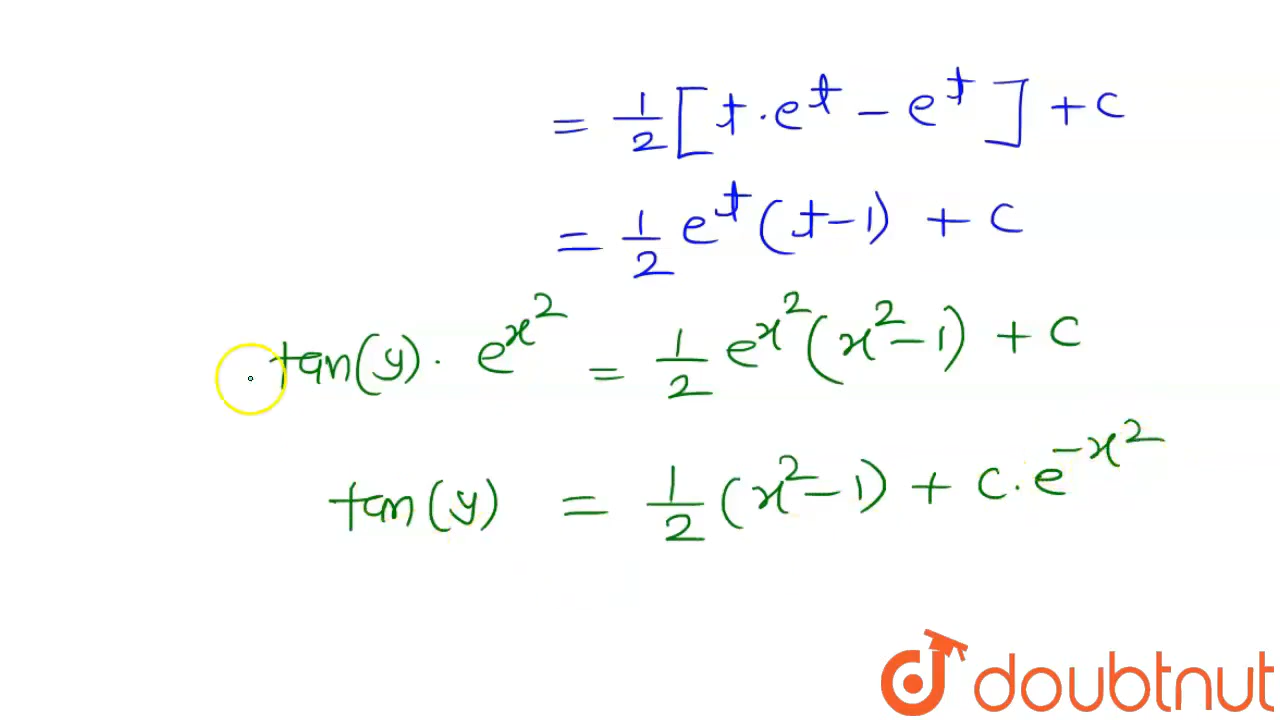 = 1/2 [t·e^t − e^t] + c
= 1/2 e^t (t−1) + c
tan(y)· e^x^2 = 1/2 e^x^2 (x^2−1) + c
tan(y) = 1/2 (x^2−1) + c·e^−x^2
doubtnut